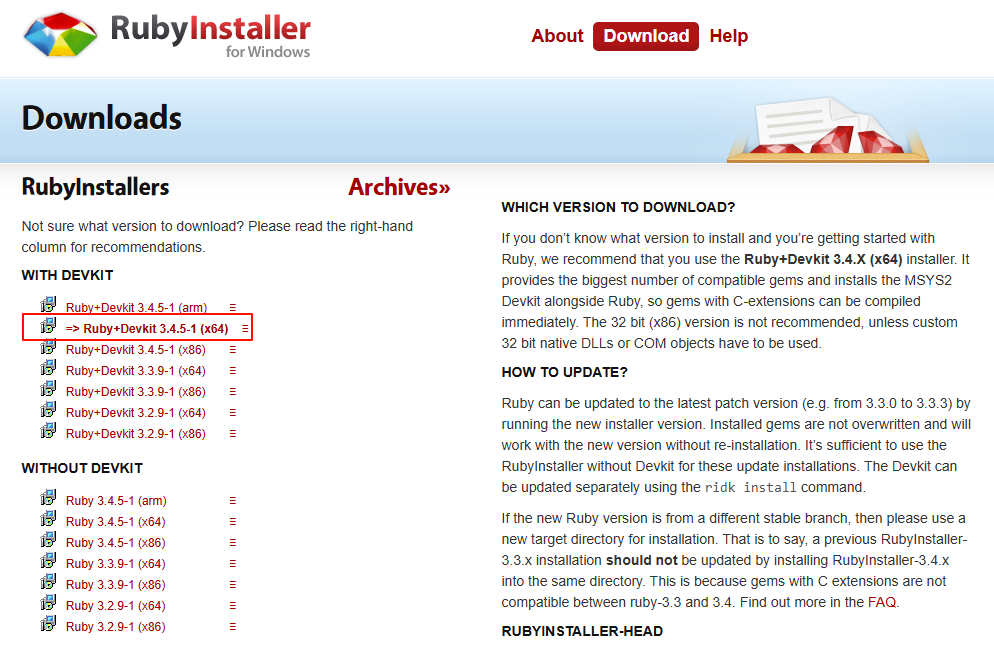 RubyInstaller
for Windows
About Download Help
Downloads
RubyInstallers Archives»
Not sure what version to download? Please read the right-hand
column for recommendations.
WITH DEVKIT
Ruby+Devkit 3.4.5-1 (arm)
=> Ruby+Devkit 3.4.5-1 (x64)
Ruby+Devkit 3.4.5-1 (x86)
Ruby+Devkit 3.3.9-1 (x64)
Ruby+Devkit 3.3.9-1 (x86)
Ruby+Devkit 3.2.9-1 (x64)
Ruby+Devkit 3.2.9-1 (x86)
WITHOUT DEVKIT
Ruby 3.4.5-1 (arm)
Ruby 3.4.5-1 (x64)
Ruby 3.4.5-1 (x86)
Ruby 3.3.9-1 (x64)
Ruby 3.3.9-1 (x86)
Ruby 3.2.9-1 (x64)
Ruby 3.2.9-1 (x86)
WHICH VERSION TO DOWNLOAD?
If you don’t know what version to install and you’re getting started with
Ruby, we recommend that you use the Ruby+Devkit 3.4.X (x64) installer. It
provides the biggest number of compatible gems and installs the MSYS2
Devkit alongside Ruby, so gems with C-extensions can be compiled
immediately. The 32 bit (x86) version is not recommended, unless custom
32 bit native DLLs or COM objects have to be used.
HOW TO UPDATE?
Ruby can be updated to the latest patch version (e.g. from 3.3.0 to 3.3.3) by
running the new installer version. Installed gems are not overwritten and will
work with the new version without re-installation. It’s sufficient to use the
RubyInstaller without Devkit for these update installations. The Devkit can
be updated separately using the ridk install command.
If the new Ruby version is from a different stable branch, then please use a
new target directory for installation. That is to say, a previous RubyInstaller-
3.3.x installation should not be updated by installing RubyInstaller-3.4.x
into the same directory. This is because gems with C extensions are not
compatible between ruby-3.3 and 3.4. Find out more in the FAQ.
RUBYINSTALLER-HEAD